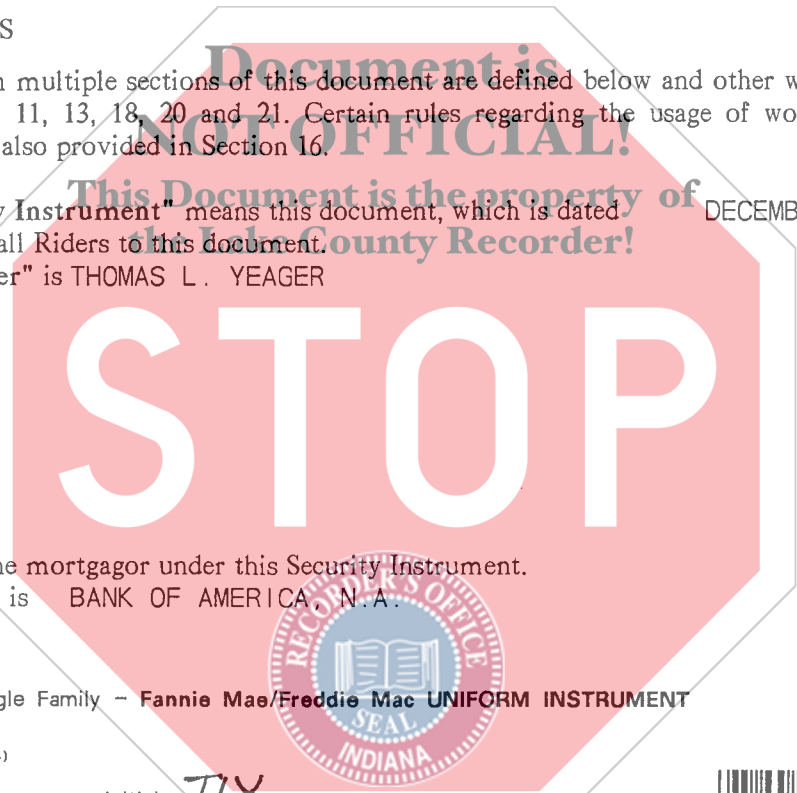 S
Document is
multiple sections of this document are defined below and other w
11, 13, 18, 20 and 21. Certain rules regarding the usage of wo
NOT OFFICIAL!
also provided in Section 16.
This Document is the property of
Instrument" means this document, which is dated DECEMB
all Riders to this document.
the Lake County Recorder!
er" is THOMAS L. YEAGER
STOP
he mortgagor under this Security Instrument.
is BANK OF AMERICA, N.A.
RECORDER'S OFFICE
gle Family - Fannie Mae/Freddie Mac UNIFORM INSTRUMENT
SEAL
INDIANA
TLY